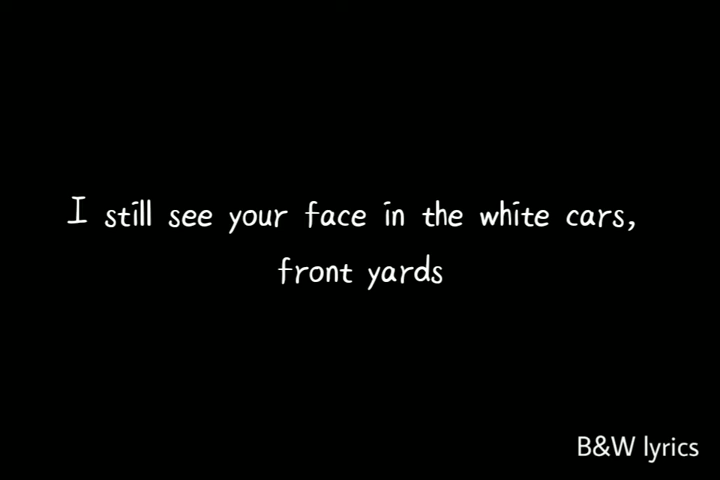 I still see your face in the white cars,
front yards
B&W lyrics